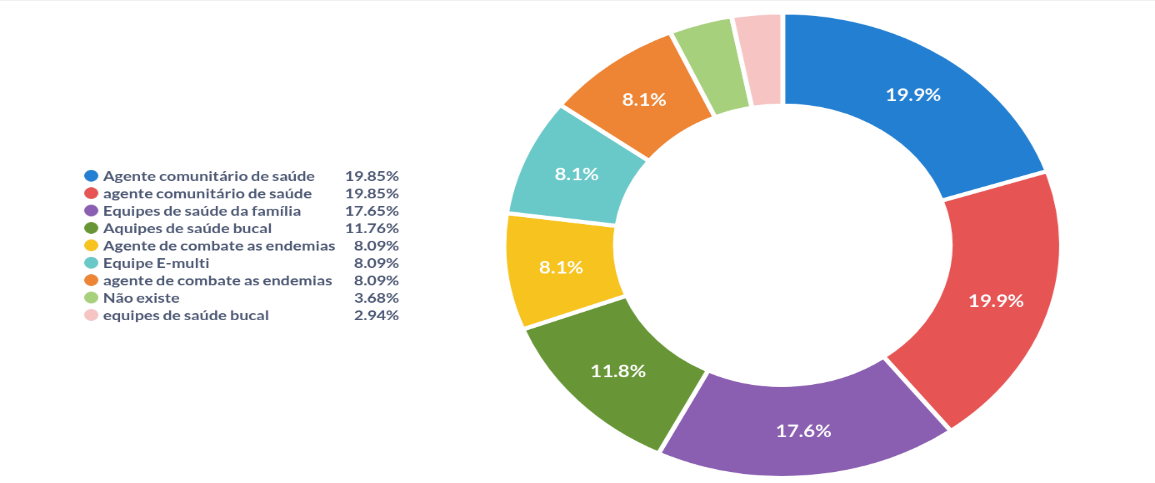 Agente comunitário de saúde 19.85%
agente comunitário de saúde 19.85%
Equipes de saúde da família 17.65%
Aquipes de saúde bucal 11.76%
Agente de combate as endemias 8.09%
Equipe E-multi 8.09%
agente de combate as endemias 8.09%
Não existe 3.68%
equipes de saúde bucal 2.94%
19.9%
19.9%
17.6%
11.8%
8.1%
8.1%
8.1%